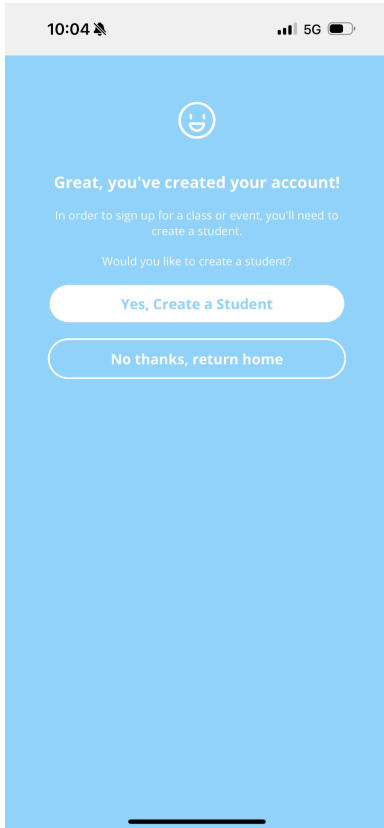 10:04
5G
Great, you've created your account!
In order to sign up for a class or event, you'll need to
create a student.
Would you like to create a student?
Yes, Create a Student
No thanks, return home